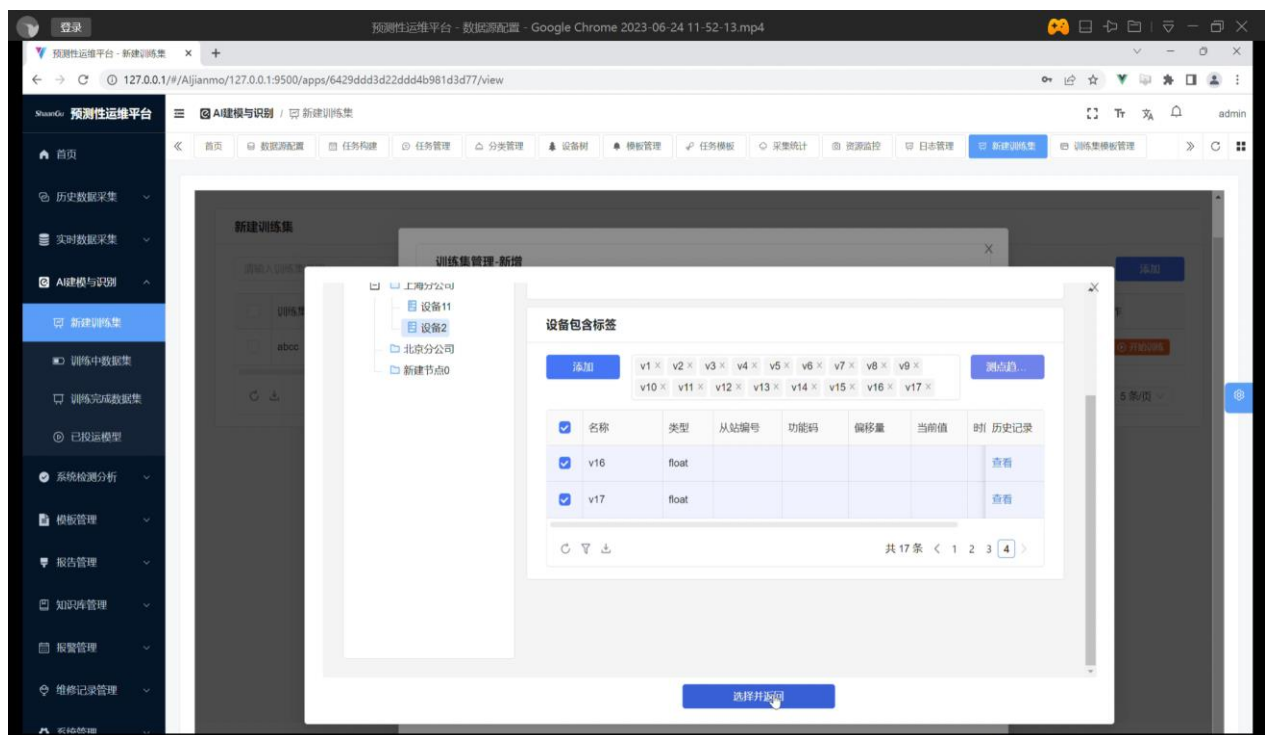 登录
预测性运维平台 - 数据源配置 - Google Chrome 2023-06-24 11-52-13.mp4
预测性运维平台 - 新建训练集
127.0.0.1/#/AIjianmo/127.0.0.1:9500/apps/6429ddd3d22ddd4b981d3d77/view
ShaanGu 预测性运维平台
AI建模与识别 / 新建训练集
admin
首页 数据源配置 任务构建 任务管理 分类管理 设备树 模板管理 任务模板 采集统计 资源监控 日志管理 新建训练集 训练集模板管理
首页
历史数据采集
实时数据采集
AI建模与识别
新建训练集
训练中数据集
训练完成数据集
已投运模型
系统检测分析
模板管理
报告管理
知识库管理
报警管理
维修记录管理
系统管理
新建训练集
添加
abcc
开始训练
5 条/页
训练集管理-新增
上海分公司
设备11
设备2
北京分公司
新建节点0
设备包含标签
添加
v1 × v2 × v3 × v4 × v5 × v6 × v7 × v8 × v9 ×
v10 × v11 × v12 × v13 × v14 × v15 × v16 × v17 ×
测点趋...
名称 类型 从站编号 功能码 偏移量 当前值 历史记录
v16 float 查看
v17 float 查看
共 17 条 1 2 3 4
选择并返回